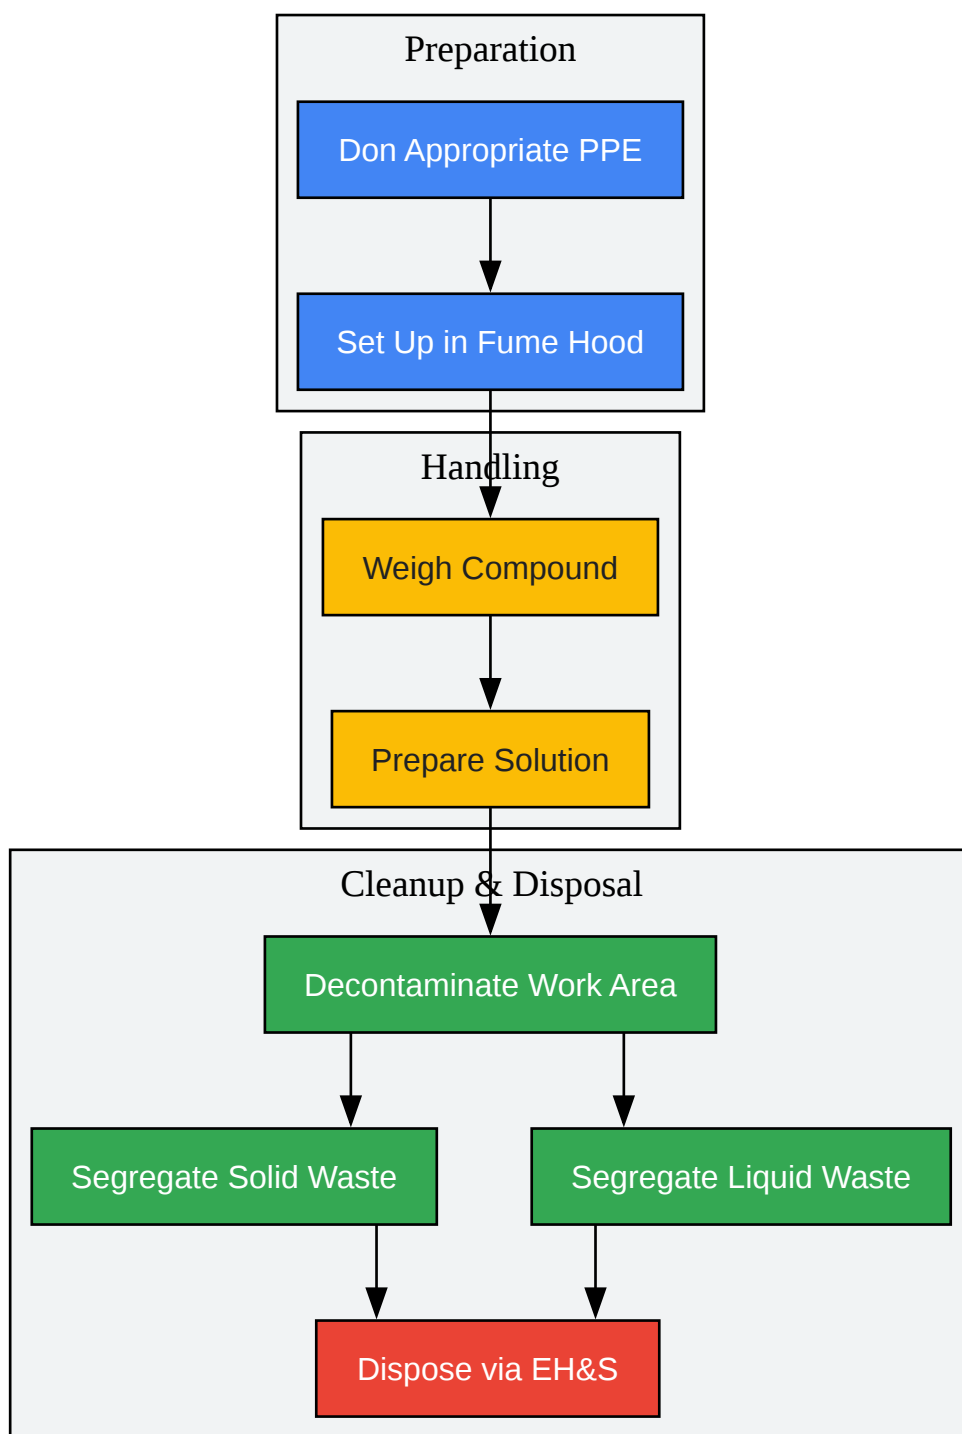 Preparation
Don Appropriate PPE
Set Up in Fume Hood
Handling
Weigh Compound
Prepare Solution
Cleanup & Disposal
Decontaminate Work Area
Segregate Solid Waste
Segregate Liquid Waste
Dispose via EH&S